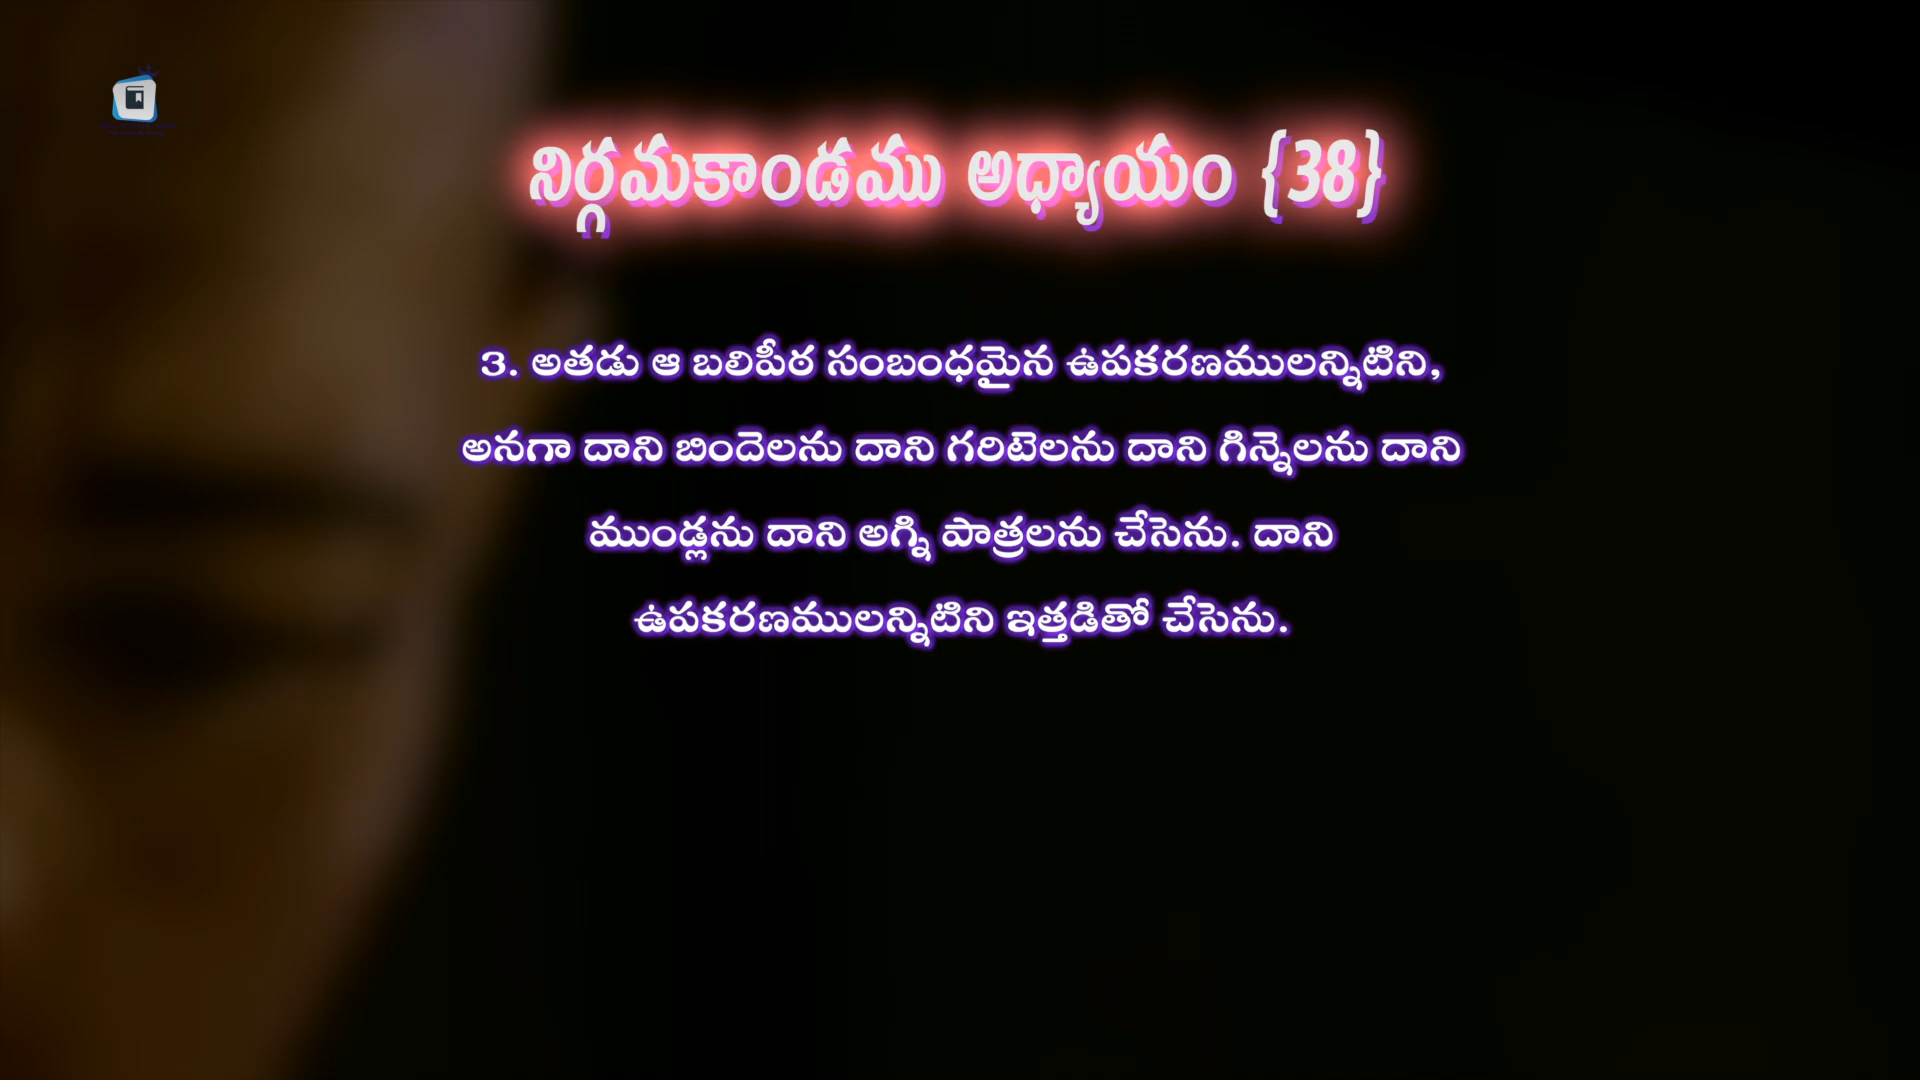 నిర్గమకాండము అధ్యాయం {38}
3. అతడు ఆ బలిపీఠ సంబంధమైన ఉపకరణములన్నిటిని,
అనగా దాని బిందెలను దాని గరిటెలను దాని గిన్నెలను దాని
ముండ్లను దాని అగ్ని పాత్రలను చేసెను. దాని
ఉపకరణములన్నిటిని ఇత్తడితో చేసెను.